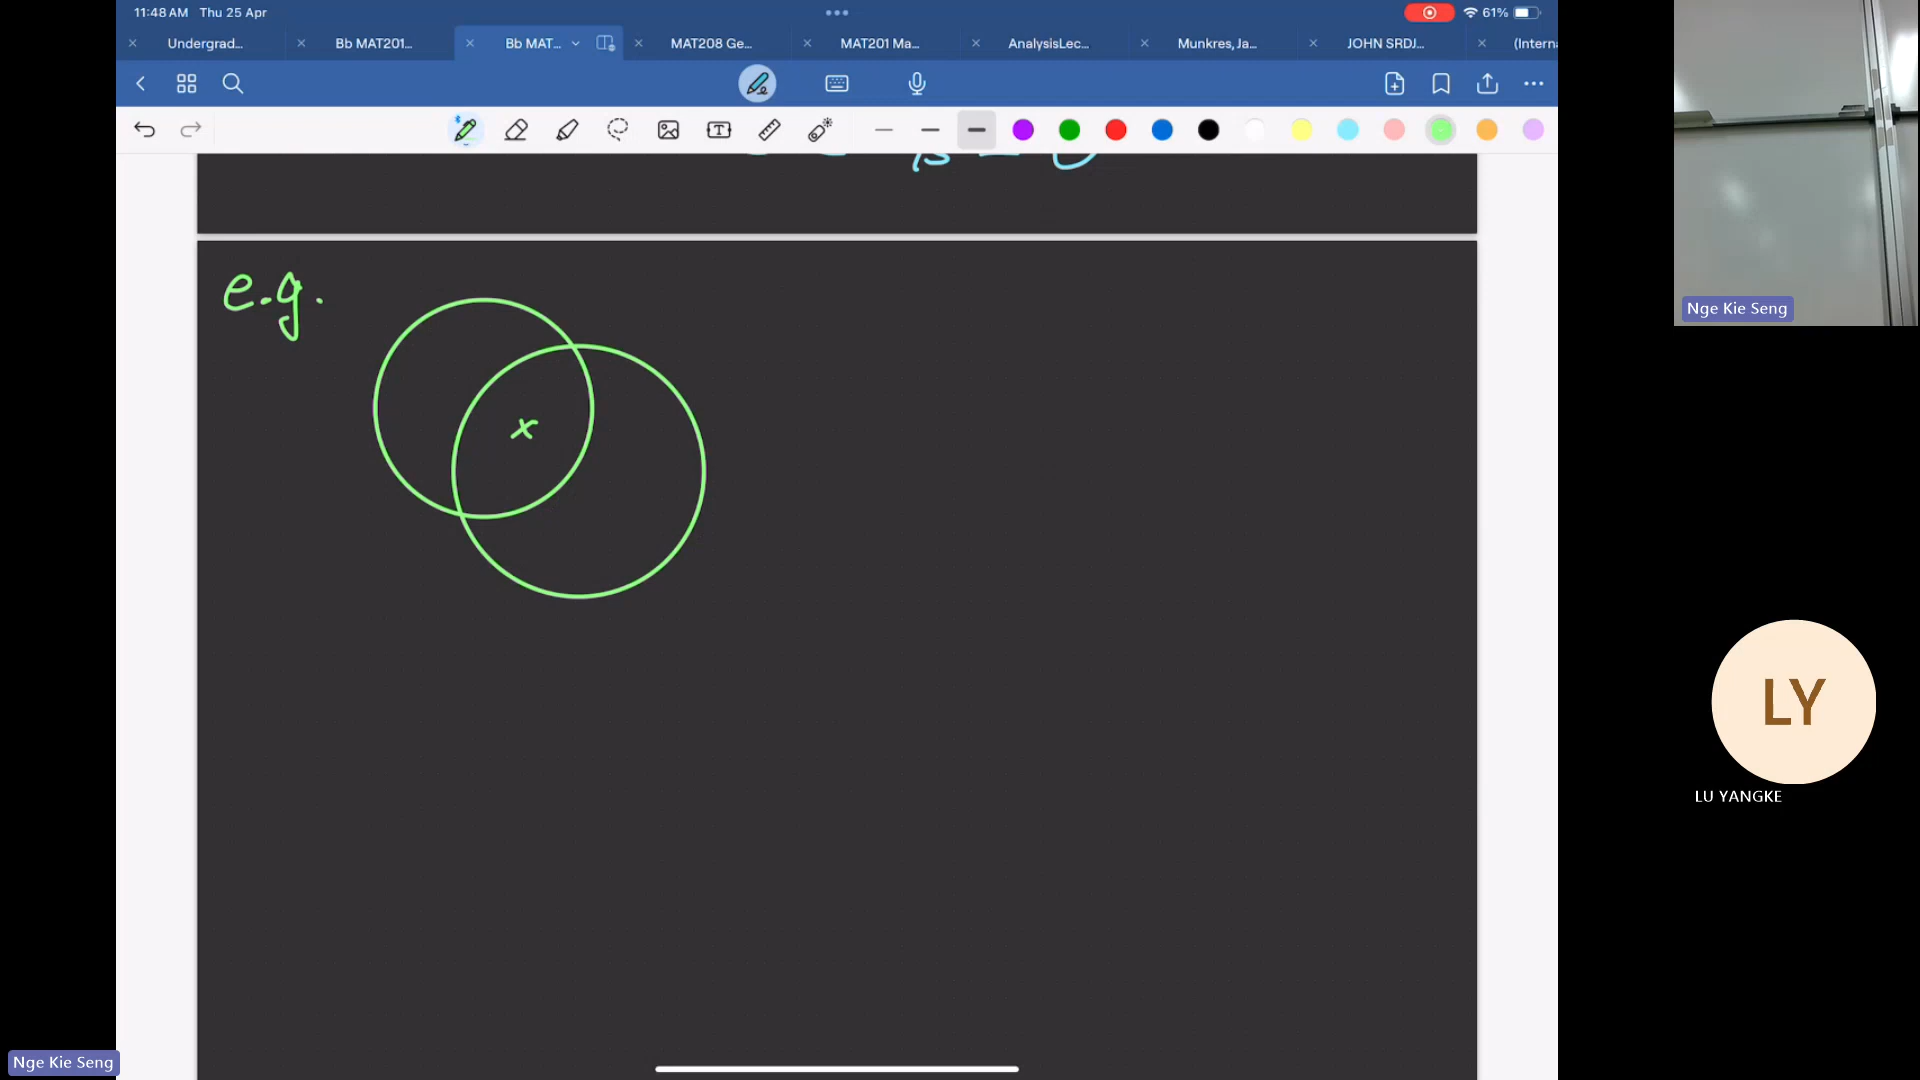 11:48 AM Thu 25 Apr
61%
Undergrad...
Bb MAT201...
Bb MAT...
MAT208 Ge...
MAT201 Ma...
AnalysisLec...
Munkres, Ja...
JOHN SRDJ...
(Intern
e.g.
x
Nge Kie Seng
LY
LU YANGKE
Nge Kie Seng